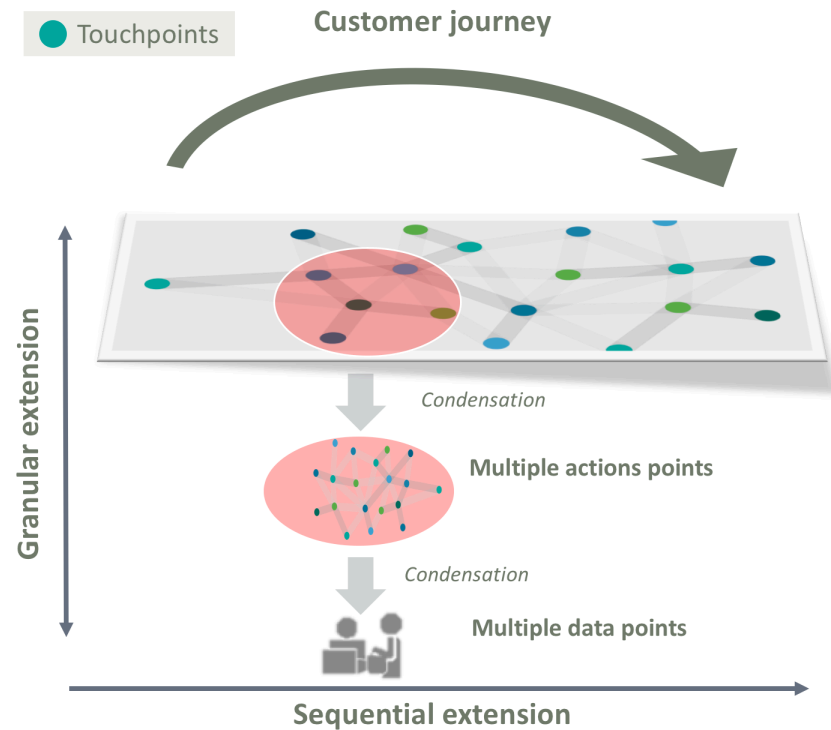 Customer journey
Touchpoints
Granular extension
Condensation
Multiple actions points
Condensation
Multiple data points
Sequential extension